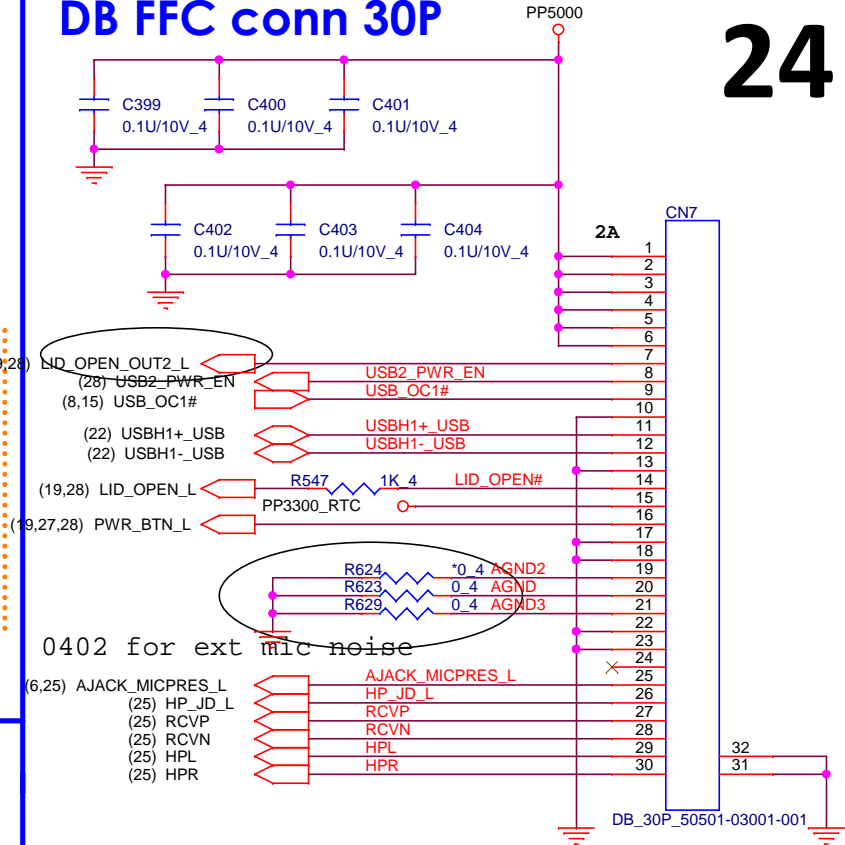 DB FFC conn 30P
PP5000
24
C399
0.1U/10V_4
C400
0.1U/10V_4
C401
0.1U/10V_4
C402
0.1U/10V_4
C403
0.1U/10V_4
C404
0.1U/10V_4
2A
CN7
1
2
3
4
5
6
7
8
9
10
11
12
13
14
15
16
17
18
19
20
21
22
23
24
25
26
27
28
29
30
32
31
,28) LID_OPEN_OUT2_L
(28) USB2_PWR_EN
USB2_PWR_EN
(8,15) USB_OC1#
USB_OC1#
(22) USBH1+_USB
USBH1+_USB
(22) USBH1-_USB
USBH1-_USB
(19,28) LID_OPEN_L
R547
1K_4
LID_OPEN#
PP3300_RTC
(19,27,28) PWR_BTN_L
R624
*0_4
AGND2
R623
0_4
AGND
R629
0_4
AGND3
0402 for ext mic noise
(6,25) AJACK_MICPRES_L
AJACK_MICPRES_L
(25) HP_JD_L
HP_JD_L
(25) RCVP
RCVP
(25) RCVN
RCVN
(25) HPL
HPL
(25) HPR
HPR
DB_30P_50501-03001-001